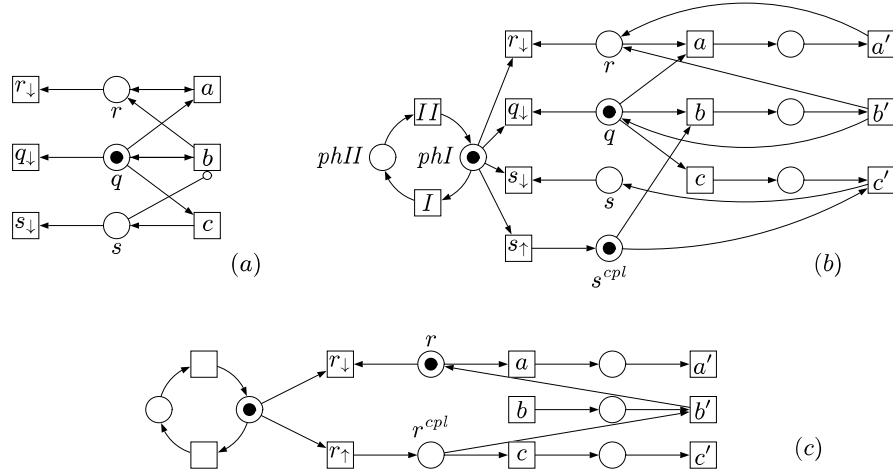 r↓ r a
q↓ q b
s↓ s c
(a)
r↓ r a a′
phII II phI I
q↓ q b b′
s↓ s c c′
s↑ s^cpl
(b)
r↓ r a a′
b b′
r↑ r^cpl c c′
(c)